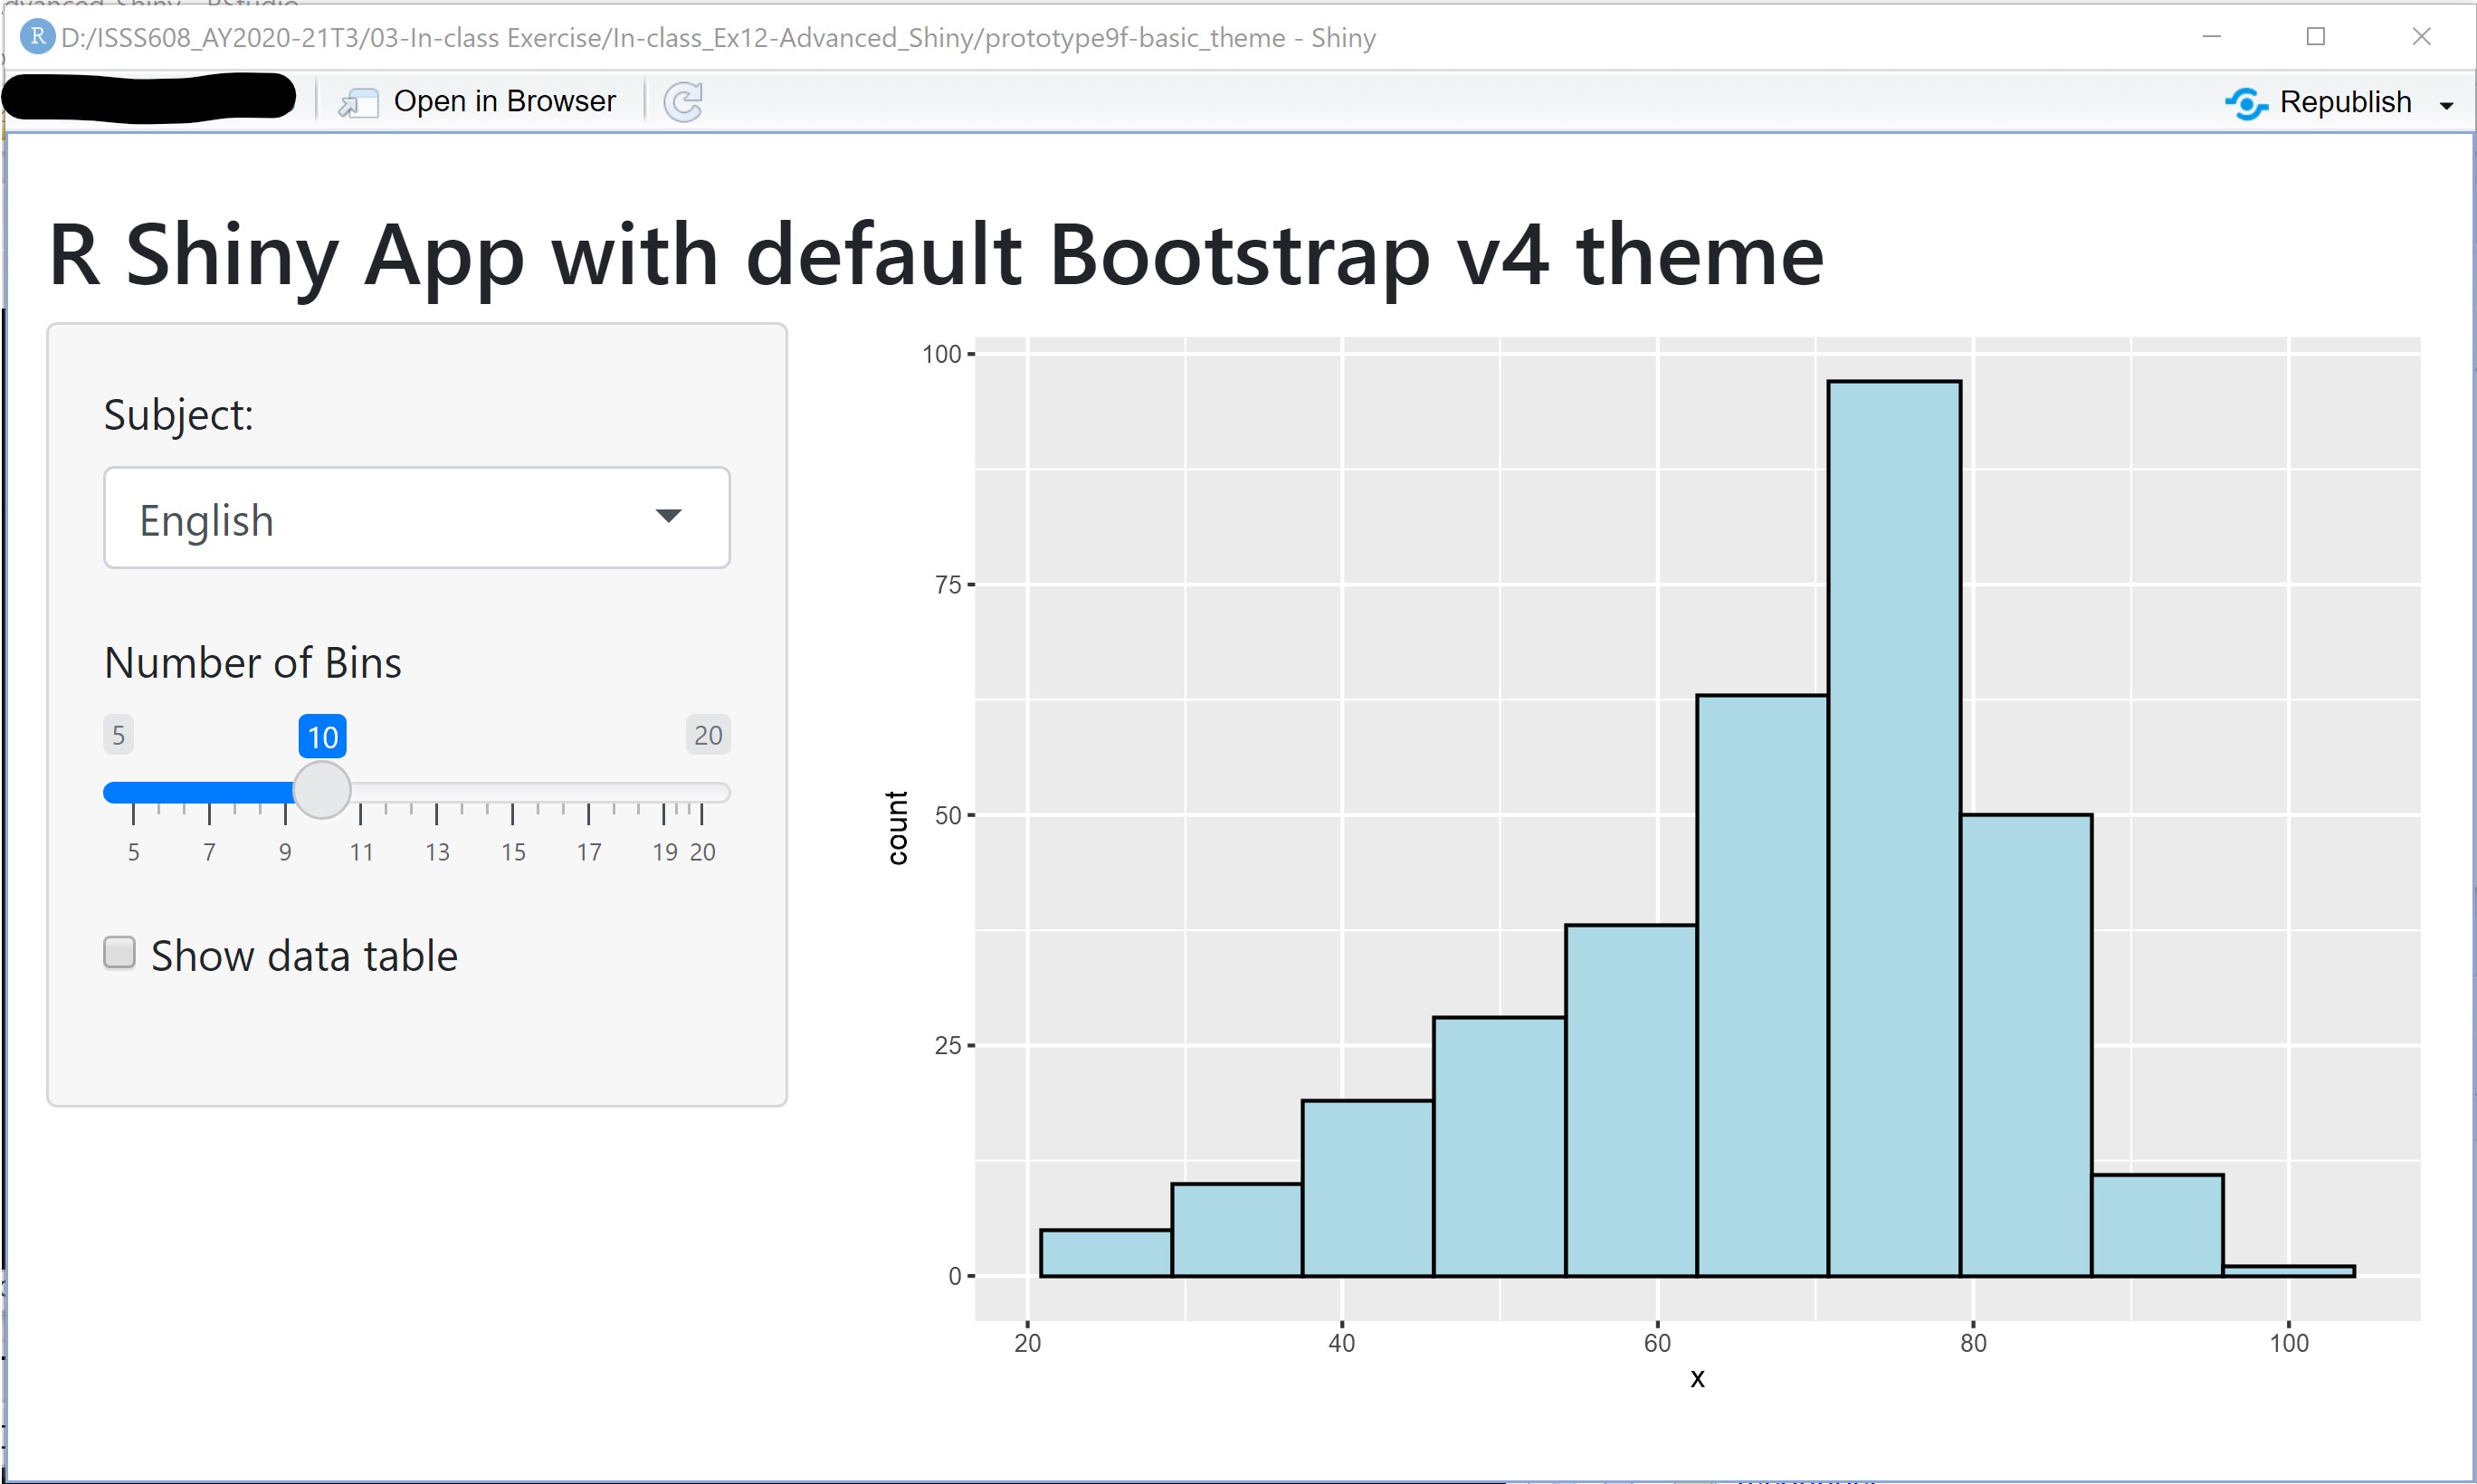 D:/ISSS608_AY2020-21T3/03-In-class Exercise/In-class_Ex12-Advanced_Shiny/prototype9f-basic_theme - Shiny
Open in Browser
Republish
R Shiny App with default Bootstrap v4 theme
Subject:
English
Number of Bins
5 10 20
5 7 9 11 13 15 17 19 20
Show data table
100
75
50
25
0
count
20 40 60 80 100
x